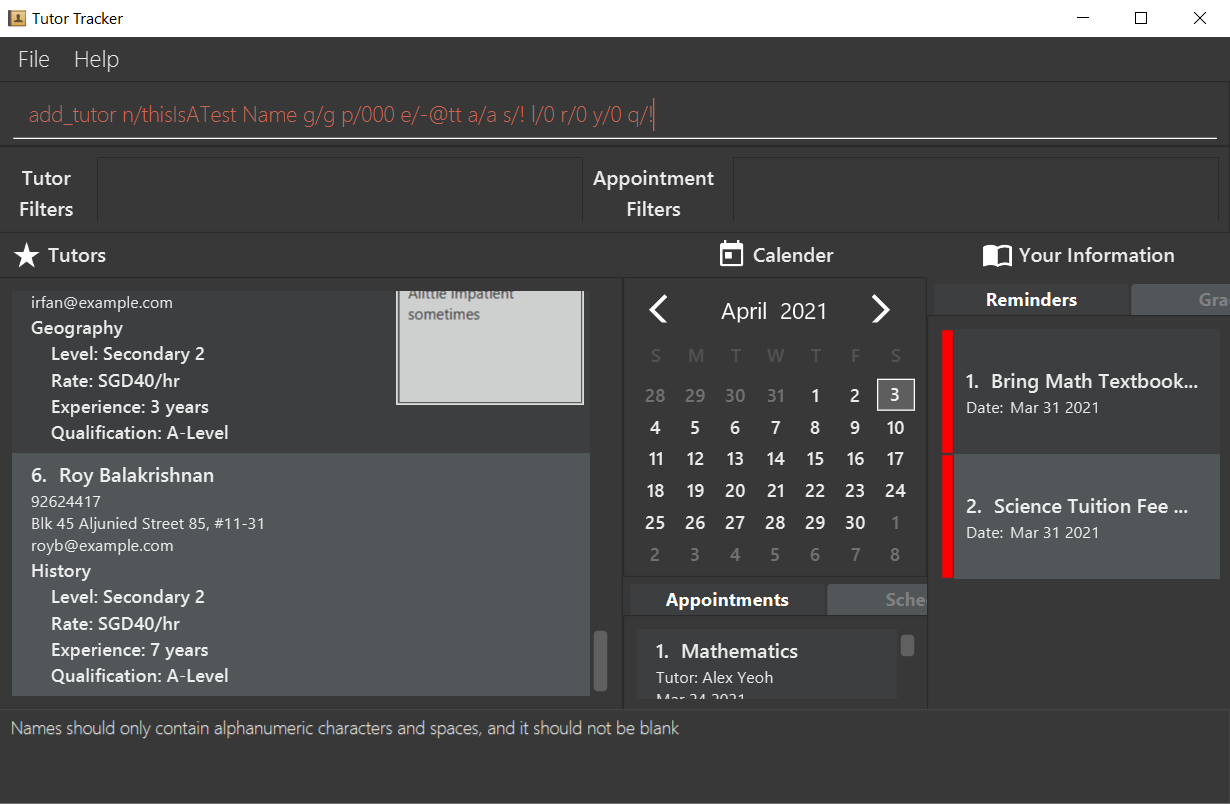 Tutor Tracker
File Help
add_tutor n/thisIsATest Name g/g p/000 e/-@tt a/a s/! l/0 r/0 y/0 q/!
Tutor
Filters
Appointment
Filters
Tutors
irfan@example.com
Geography
Level: Secondary 2
Rate: SGD40/hr
Experience: 3 years
Qualification: A-Level
Alittle Impatient
sometimes
6. Roy Balakrishnan
92624417
Blk 45 Aljunied Street 85, #11-31
royb@example.com
History
Level: Secondary 2
Rate: SGD40/hr
Experience: 7 years
Qualification: A-Level
Calender
April 2021
S M T W T F S
28 29 30 31 1 2 3
4 5 6 7 8 9 10
11 12 13 14 15 16 17
18 19 20 21 22 23 24
25 26 27 28 29 30 1
2 3 4 5 6 7 8
Appointments Sche
1. Mathematics
Tutor: Alex Yeoh
Mar 24 2021
Your Information
Reminders Gra
1. Bring Math Textbook...
Date: Mar 31 2021
2. Science Tuition Fee ...
Date: Mar 31 2021
Names should only contain alphanumeric characters and spaces, and it should not be blank